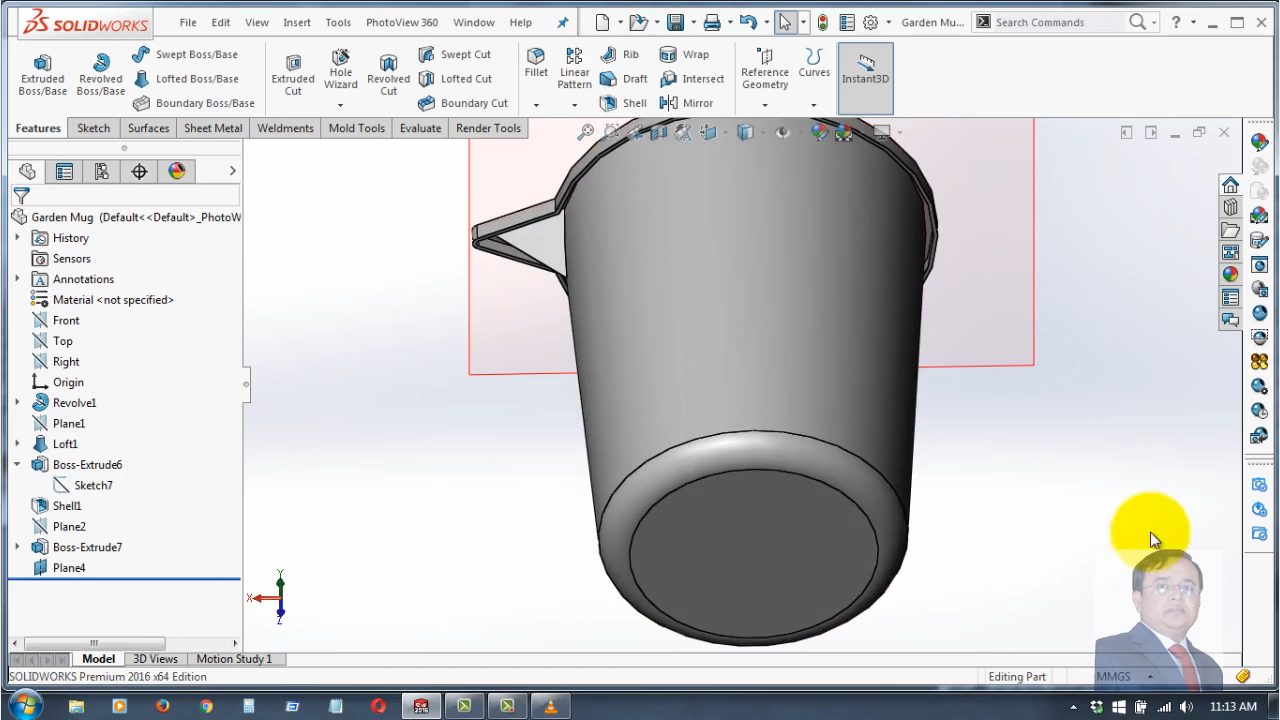 SOLIDWORKS File Edit View Insert Tools PhotoView 360 Window Help Garden Mu... Search Commands
Extruded Boss/Base
Revolved Boss/Base
Swept Boss/Base
Lofted Boss/Base
Boundary Boss/Base
Extruded Cut
Hole Wizard
Revolved Cut
Swept Cut
Lofted Cut
Boundary Cut
Fillet
Linear Pattern
Rib
Draft
Shell
Wrap
Intersect
Mirror
Reference Geometry
Curves
Instant3D
Features Sketch Surfaces Sheet Metal Weldments Mold Tools Evaluate Render Tools
Garden Mug (Default<<Default>_PhotoW
History
Sensors
Annotations
Material <not specified>
Front
Top
Right
Origin
Revolve1
Plane1
Loft1
Boss-Extrude6
Sketch7
Shell1
Plane2
Boss-Extrude7
Plane4
Y
X
Z
Model 3D Views Motion Study 1
SOLIDWORKS Premium 2016 x64 Edition Editing Part MMGS
2016
11:13 AM